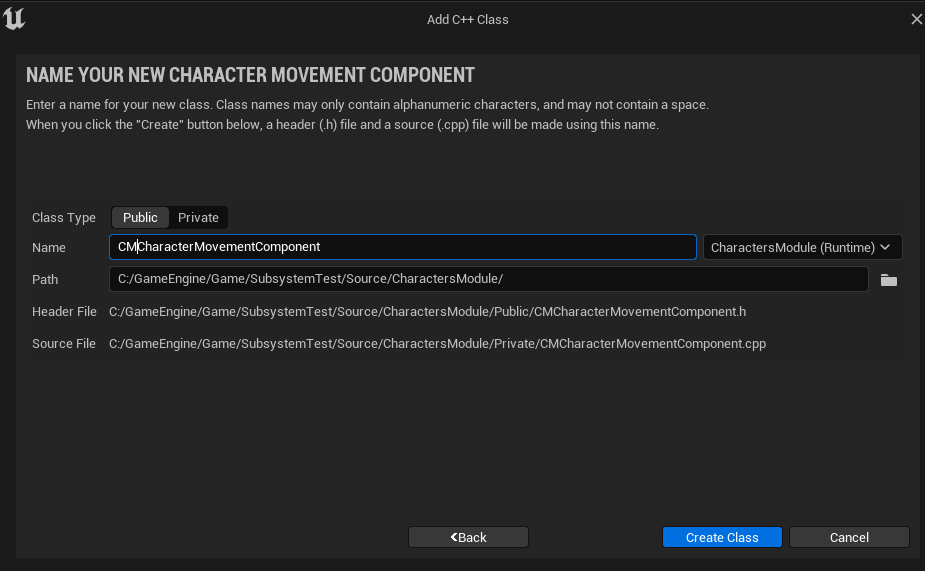 Add C++ Class
NAME YOUR NEW CHARACTER MOVEMENT COMPONENT
Enter a name for your new class. Class names may only contain alphanumeric characters, and may not contain a space.
When you click the "Create" button below, a header (.h) file and a source (.cpp) file will be made using this name.
Class Type Public Private
Name CMCharacterMovementComponent CharactersModule (Runtime)
Path C:/GameEngine/Game/SubsystemTest/Source/CharactersModule/
Header File C:/GameEngine/Game/SubsystemTest/Source/CharactersModule/Public/CMCharacterMovementComponent.h
Source File C:/GameEngine/Game/SubsystemTest/Source/CharactersModule/Private/CMCharacterMovementComponent.cpp
Back Create Class Cancel